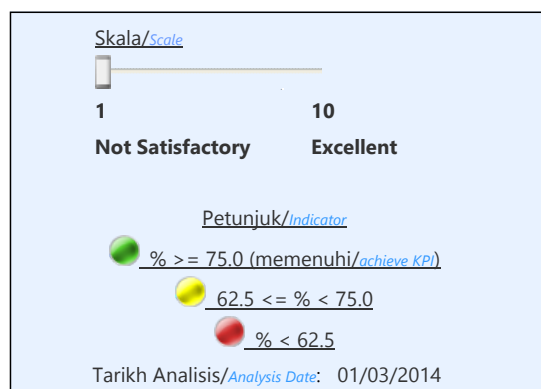 Skala/Scale
1 10
Not Satisfactory Excellent
Petunjuk/Indicator
% >= 75.0 (memenuhi/achieve KPI)
62.5 <= % < 75.0
% < 62.5
Tarikh Analisis/Analysis Date: 01/03/2014